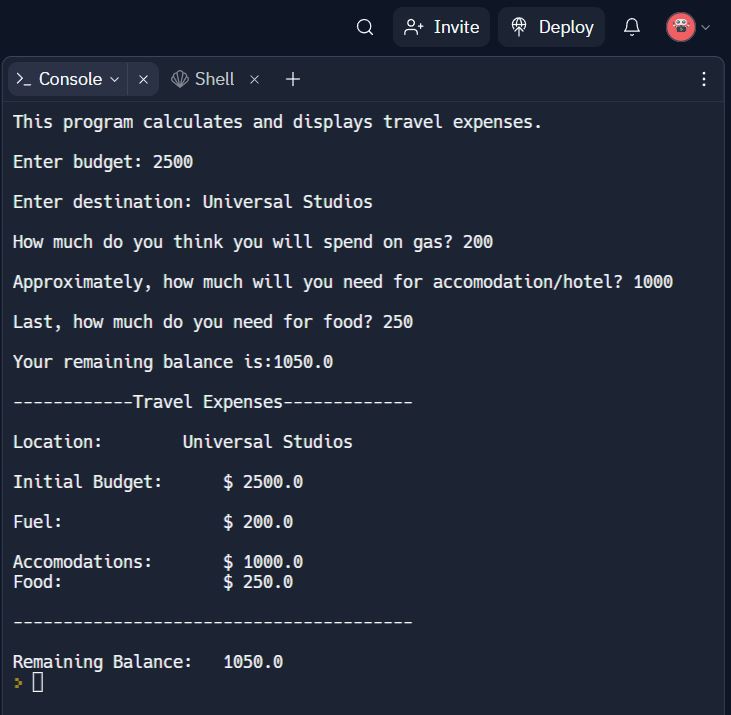 Invite Deploy
>_ Console × Shell × +
This program calculates and displays travel expenses.
Enter budget: 2500
Enter destination: Universal Studios
How much do you think you will spend on gas? 200
Approximately, how much will you need for accomodation/hotel? 1000
Last, how much do you need for food? 250
Your remaining balance is:1050.0
------------Travel Expenses-------------
Location:        Universal Studios
Initial Budget:      $ 2500.0
Fuel:                $ 200.0
Accomodations:       $ 1000.0
Food:                $ 250.0
----------------------------------------
Remaining Balance:   1050.0
>